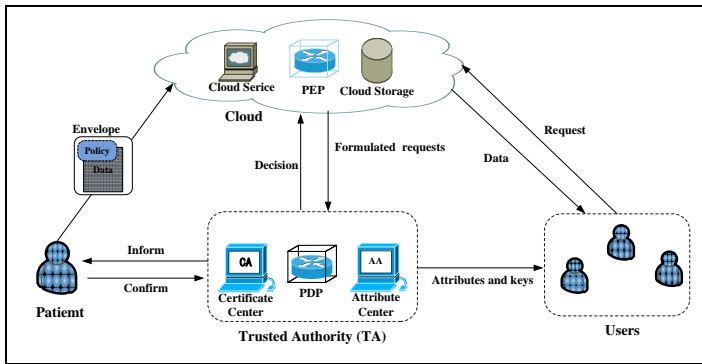 Cloud Serice
PEP
Cloud Storage
Cloud
Envelope
Policy
Data
Decision
Formulated requests
Request
Data
Inform
Confirm
Patiemt
CA
Certificate
Center
PDP
AA
Attribute
Center
Attributes and keys
Trusted Authority (TA)
Users